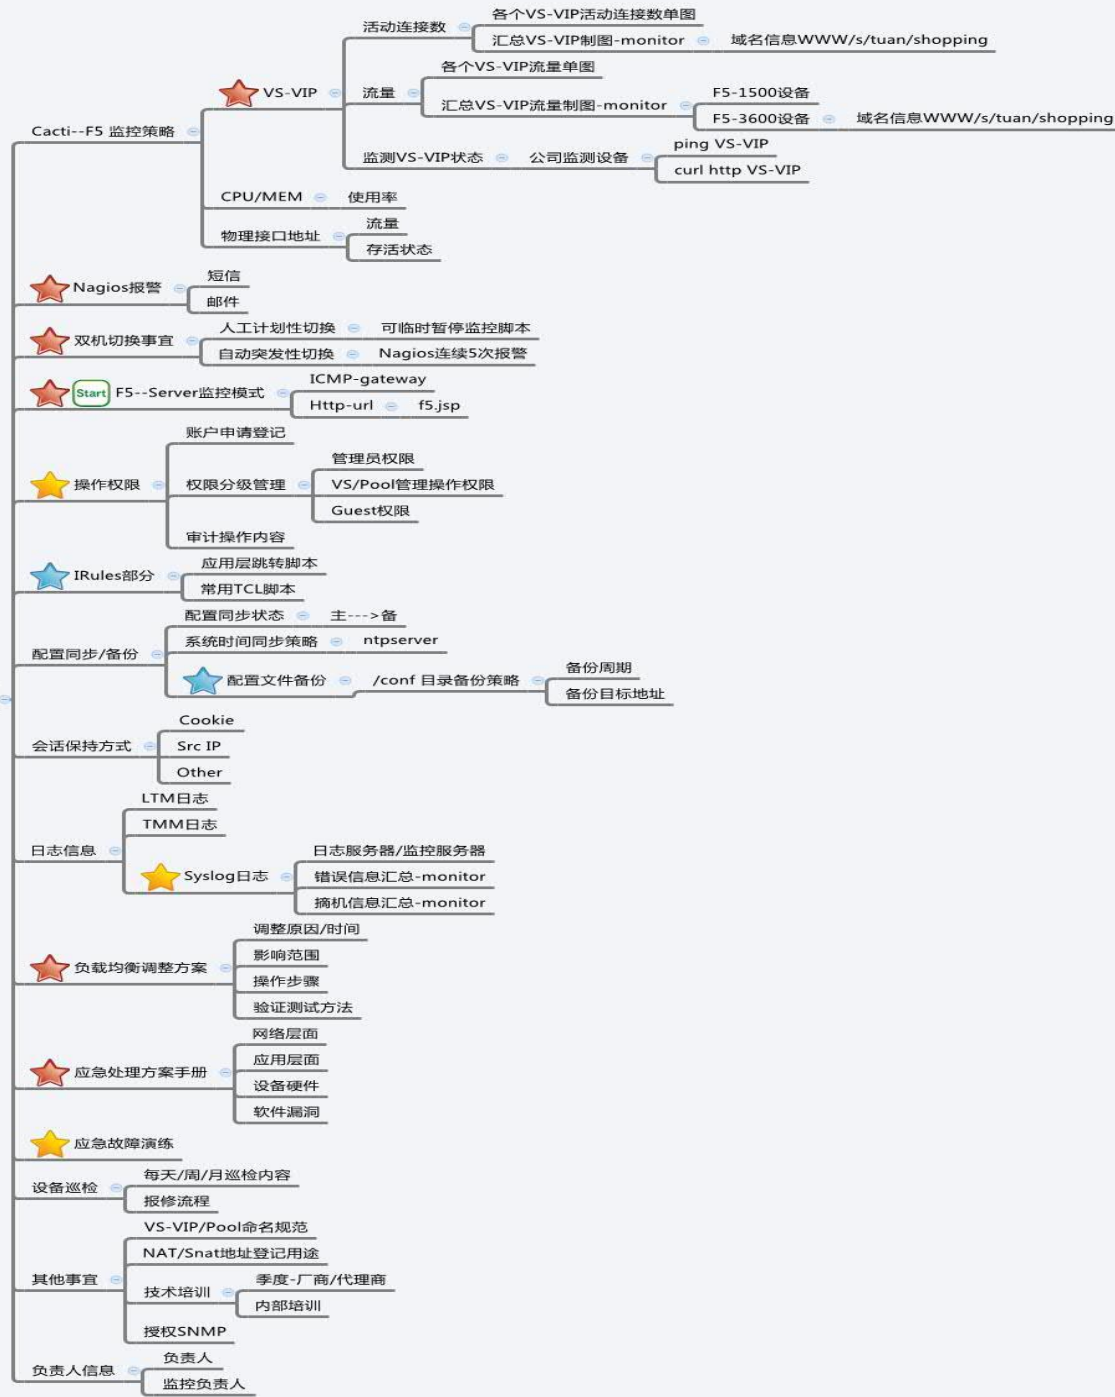 各个VS-VIP活动连接数单图
活动连接数
汇总VS-VIP制图-monitor 域名信息WWW/s/tuan/shopping
各个VS-VIP流量单图
VS-VIP 流量 F5-1500设备
汇总VS-VIP流量制图-monitor
F5-3600设备 域名信息WWW/s/tuan/shopping
Cacti--F5 监控策略
ping VS-VIP
监测VS-VIP状态 公司监测设备
curl http VS-VIP
CPU/MEM 使用率
流量
物理接口地址
存活状态
短信
Nagios报警
邮件
人工计划性切换 可临时暂停监控脚本
双机切换事宜
自动突发性切换 Nagios连续5次报警
ICMP-gateway
Start F5--Server监控模式
Http-url f5.jsp
账户申请登记
管理员权限
操作权限 权限分级管理 VS/Pool管理操作权限
Guest权限
审计操作内容
应用层跳转脚本
IRules部分
常用TCL脚本
配置同步状态 主--->备
系统时间同步策略 ntpserver
配置同步/备份
备份周期
配置文件备份 /conf 目录备份策略
备份目标地址
Cookie
会话保持方式 Src IP
Other
LTM日志
TMM日志
日志信息 日志服务器/监控服务器
Syslog日志 错误信息汇总-monitor
摘机信息汇总-monitor
调整原因/时间
影响范围
负载均衡调整方案
操作步骤
验证测试方法
网络层面
应用层面
应急处理方案手册
设备硬件
软件漏洞
应急故障演练
每天/周/月巡检内容
设备巡检
报修流程
VS-VIP/Pool命名规范
NAT/Snat地址登记用途
其他事宜 季度-厂商/代理商
技术培训
内部培训
授权SNMP
负责人
负责人信息
监控负责人